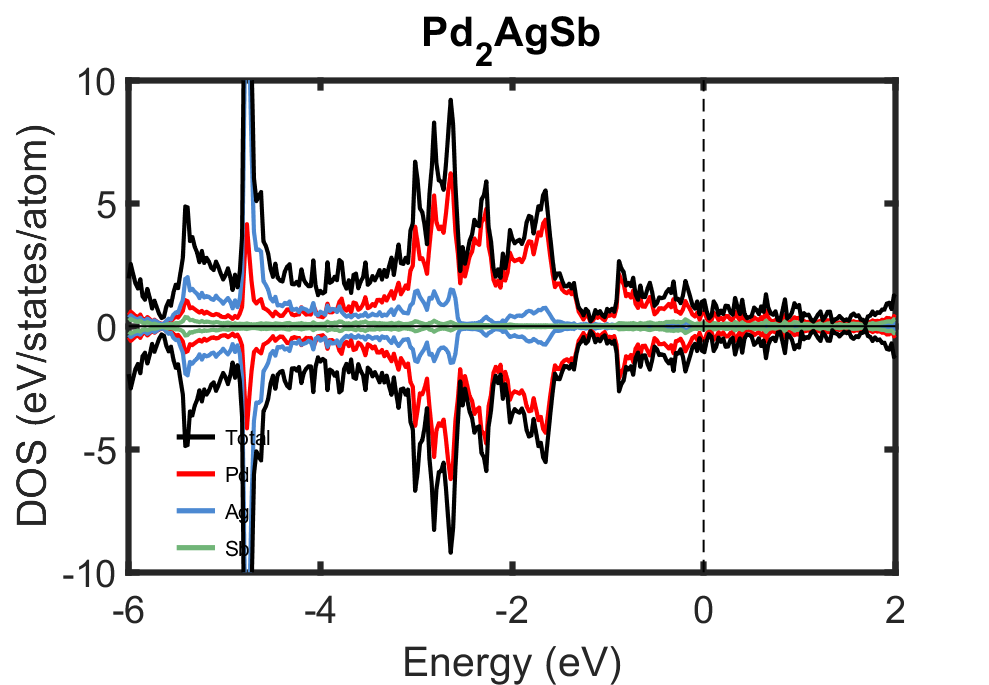 Pd₂AgSb
DOS (eV/states/atom)
10
5
0
-5
-10
Total
Pd
Ag
Sb
-6 -4 -2 0 2
Energy (eV)